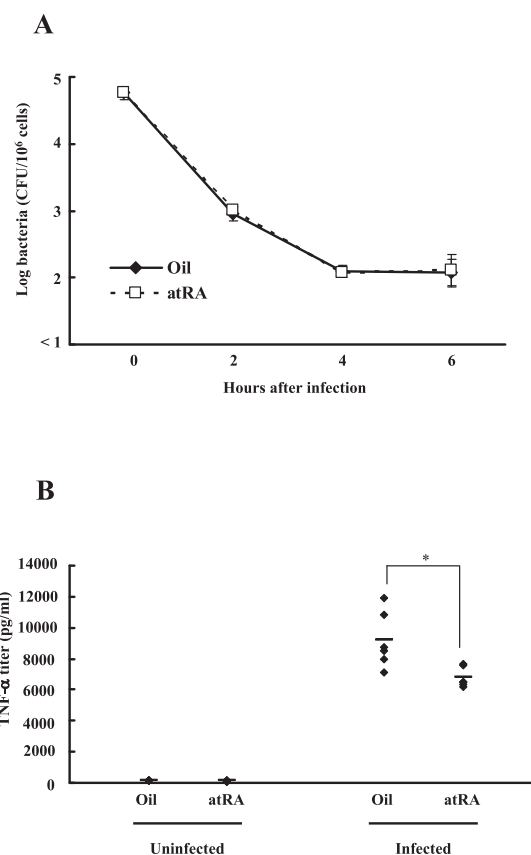 A
Log bacteria (CFU/10⁶ cells)
5
4
3
2
< 1
Oil
atRA
0 2 4 6
Hours after infection
B
TNF-α titer (pg/ml)
14000
12000
10000
8000
6000
4000
2000
0
*
Oil atRA Oil atRA
Uninfected Infected